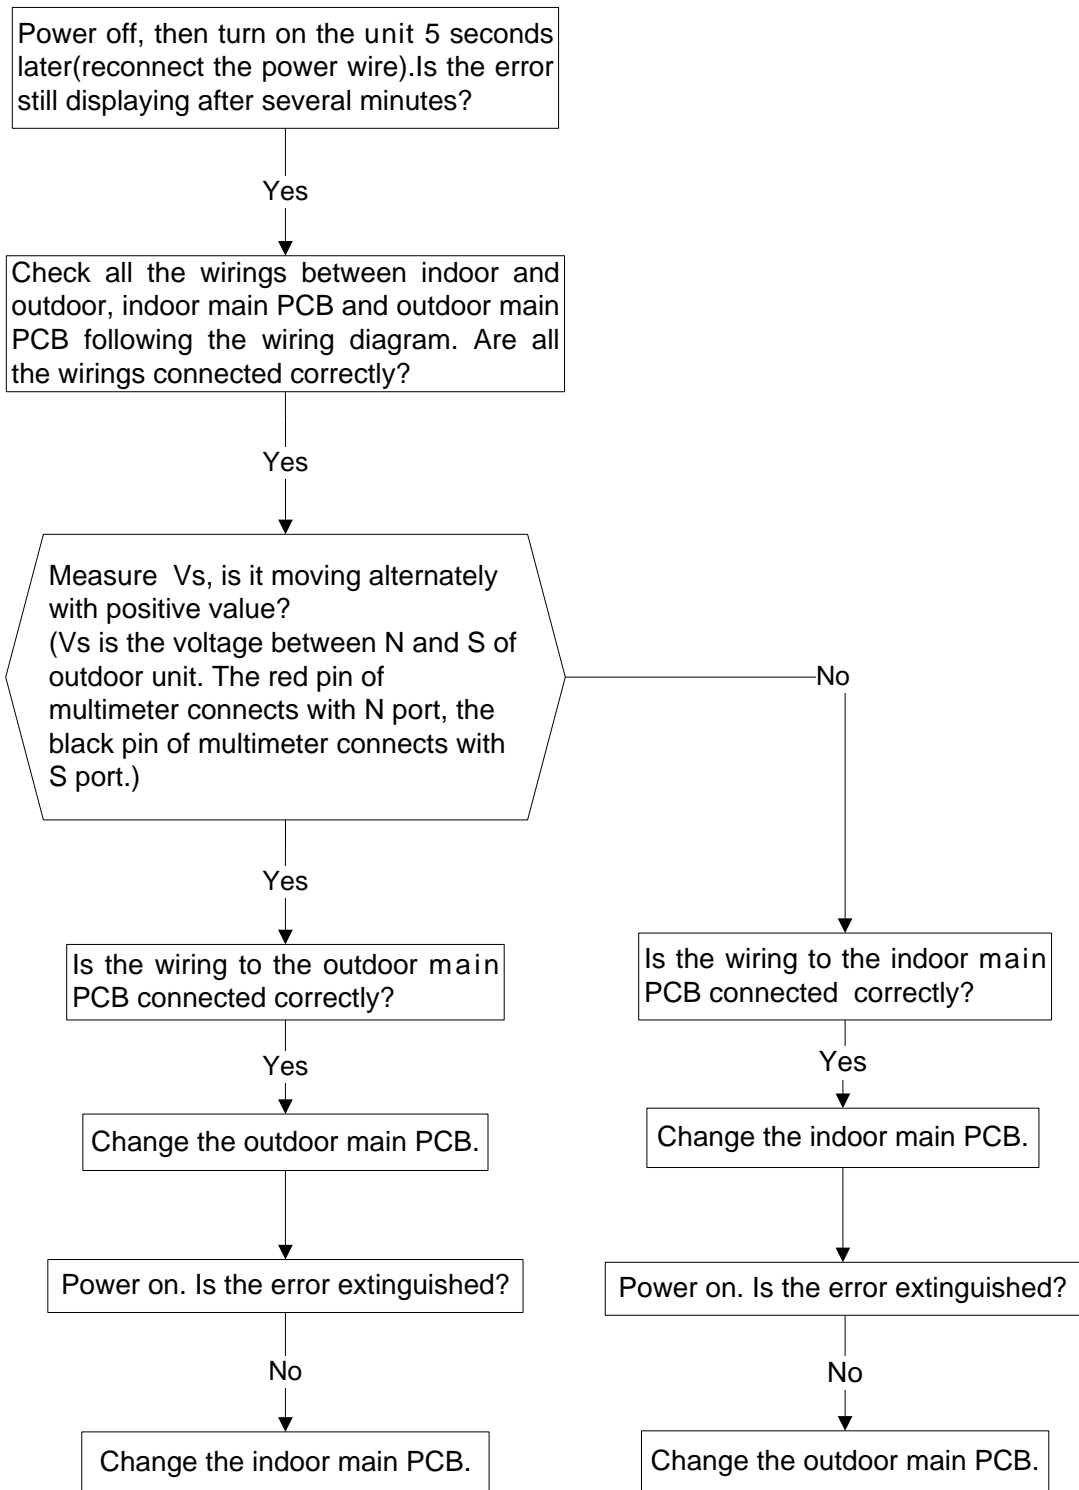 Power off, then turn on the unit 5 seconds
later(reconnect the power wire).Is the error
still displaying after several minutes?
Yes
Check all the wirings between indoor and
outdoor, indoor main PCB and outdoor main
PCB following the wiring diagram. Are all
the wirings connected correctly?
Yes
Measure Vs, is it moving alternately
with positive value?
(Vs is the voltage between N and S of
outdoor unit. The red pin of
multimeter connects with N port, the
black pin of multimeter connects with
S port.)
No
Yes
Is the wiring to the outdoor main
PCB connected correctly?
Yes
Change the outdoor main PCB.
Power on. Is the error extinguished?
No
Change the indoor main PCB.
Is the wiring to the indoor main
PCB connected correctly?
Yes
Change the indoor main PCB.
Power on. Is the error extinguished?
No
Change the outdoor main PCB.